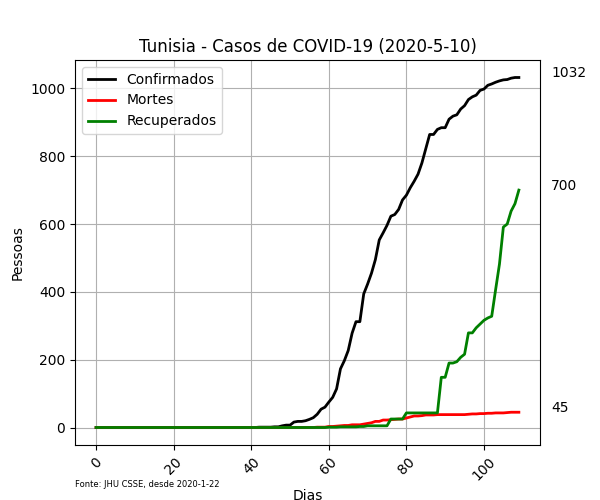 Tunisia - Casos de COVID-19 (2020-5-10)
Confirmados
Mortes
Recuperados
1032
700
45
Pessoas
1000
800
600
400
200
0
0
20
40
60
80
100
Fonte: JHU CSSE, desde 2020-1-22
Dias